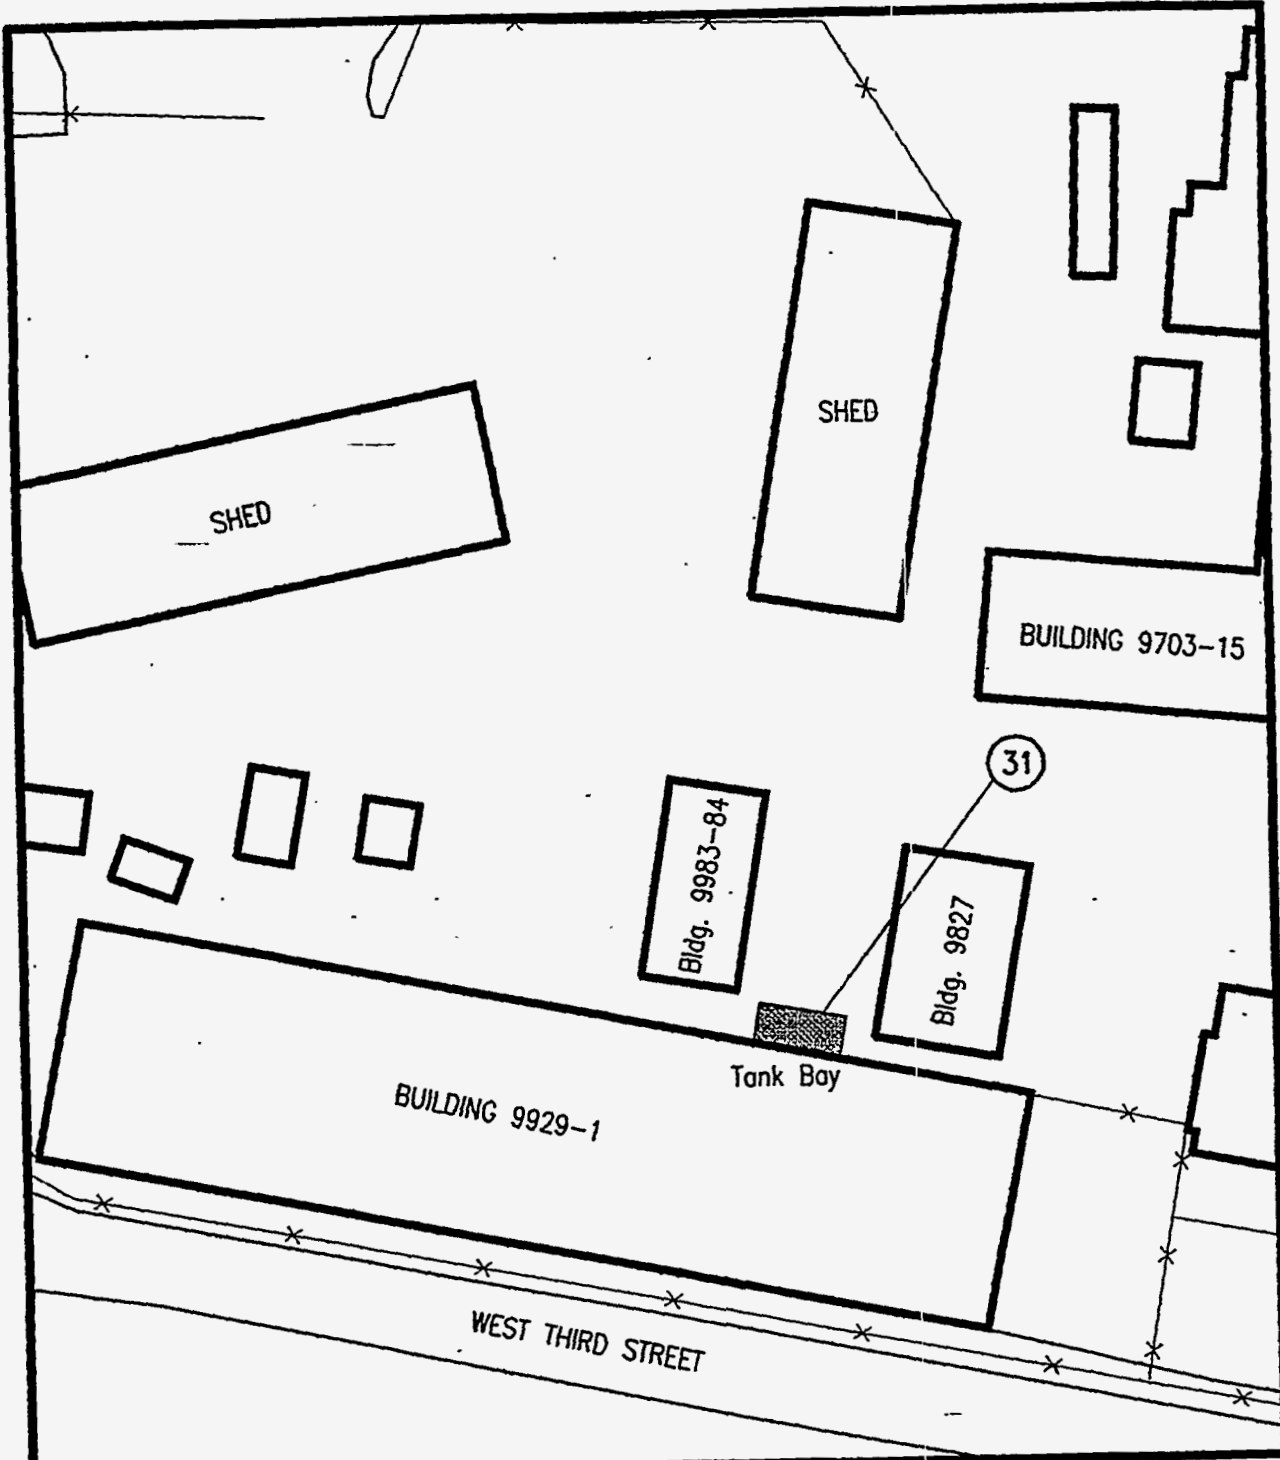 SHED
SHED
BUILDING 9703-15
31
Bldg. 9983-84
Bldg. 9827
Tank Bay
BUILDING 9929-1
WEST THIRD STREET